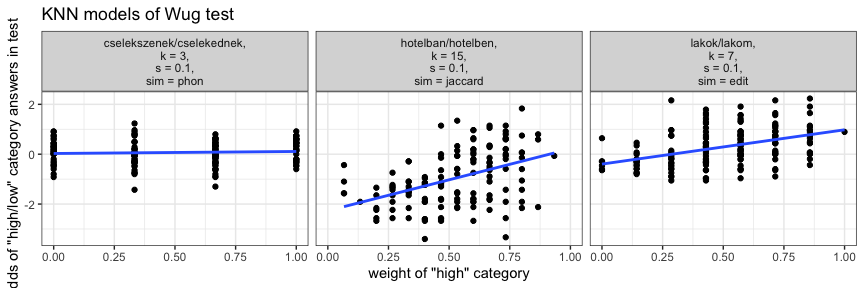 KNN models of Wug test
cselekszenek/cselekednek,
k = 3,
s = 0.1,
sim = phon
hotelban/hotelben,
k = 15,
s = 0.1,
sim = jaccard
lakok/lakom,
k = 7,
s = 0.1,
sim = edit
dds of "high/low" category answers in test
2
0
-2
0.00 0.25 0.50 0.75 1.00
0.00 0.25 0.50 0.75 1.00
0.00 0.25 0.50 0.75 1.00
weight of "high" category